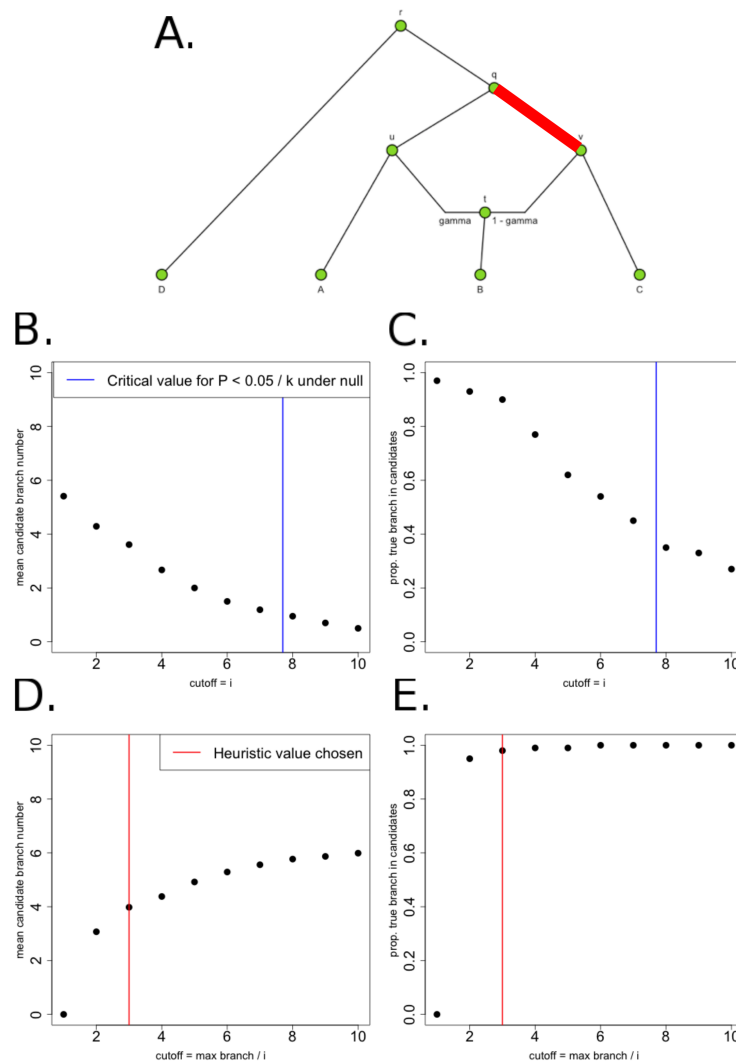 A.
r
q
u
v
t
gamma
1 - gamma
D
A
B
C
B.
C.
Critical value for P < 0.05 / k under null
mean candidate branch number
0
2
4
6
8
10
2
4
6
8
10
cutoff = i
prop. true branch in candidates
0.0
0.2
0.4
0.6
0.8
1.0
2
4
6
8
10
cutoff = i
D.
E.
Heuristic value chosen
mean candidate branch number
0
2
4
6
8
10
2
4
6
8
10
cutoff = max branch / i
prop. true branch in candidates
0.0
0.2
0.4
0.6
0.8
1.0
2
4
6
8
10
cutoff = max branch / i